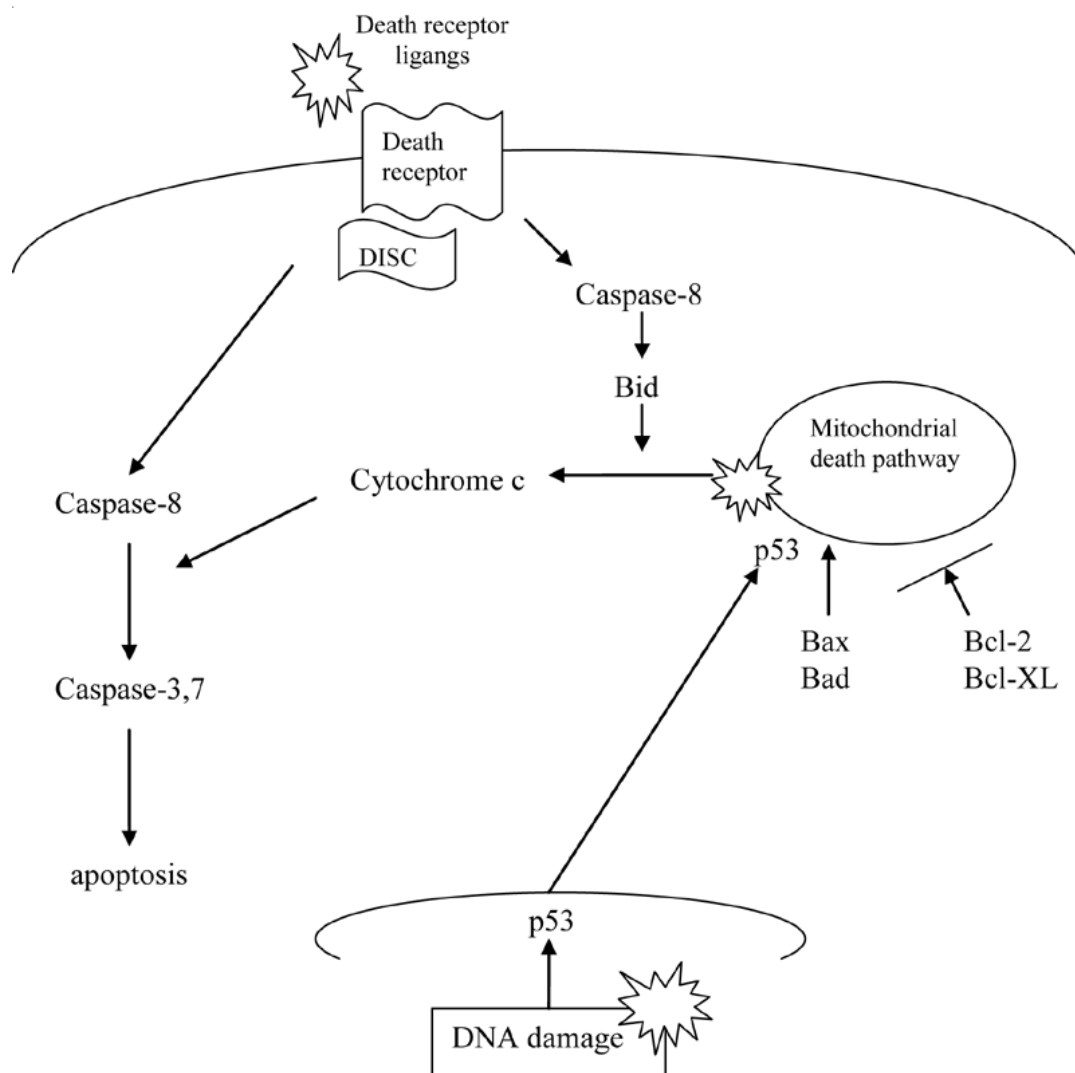 Death receptor
ligangs
Death
receptor
DISC
Caspase-8
Bid
Mitochondrial
death pathway
Cytochrome c
Caspase-8
p53
Bax
Bad
Bcl-2
Bcl-XL
Caspase-3,7
apoptosis
p53
DNA damage